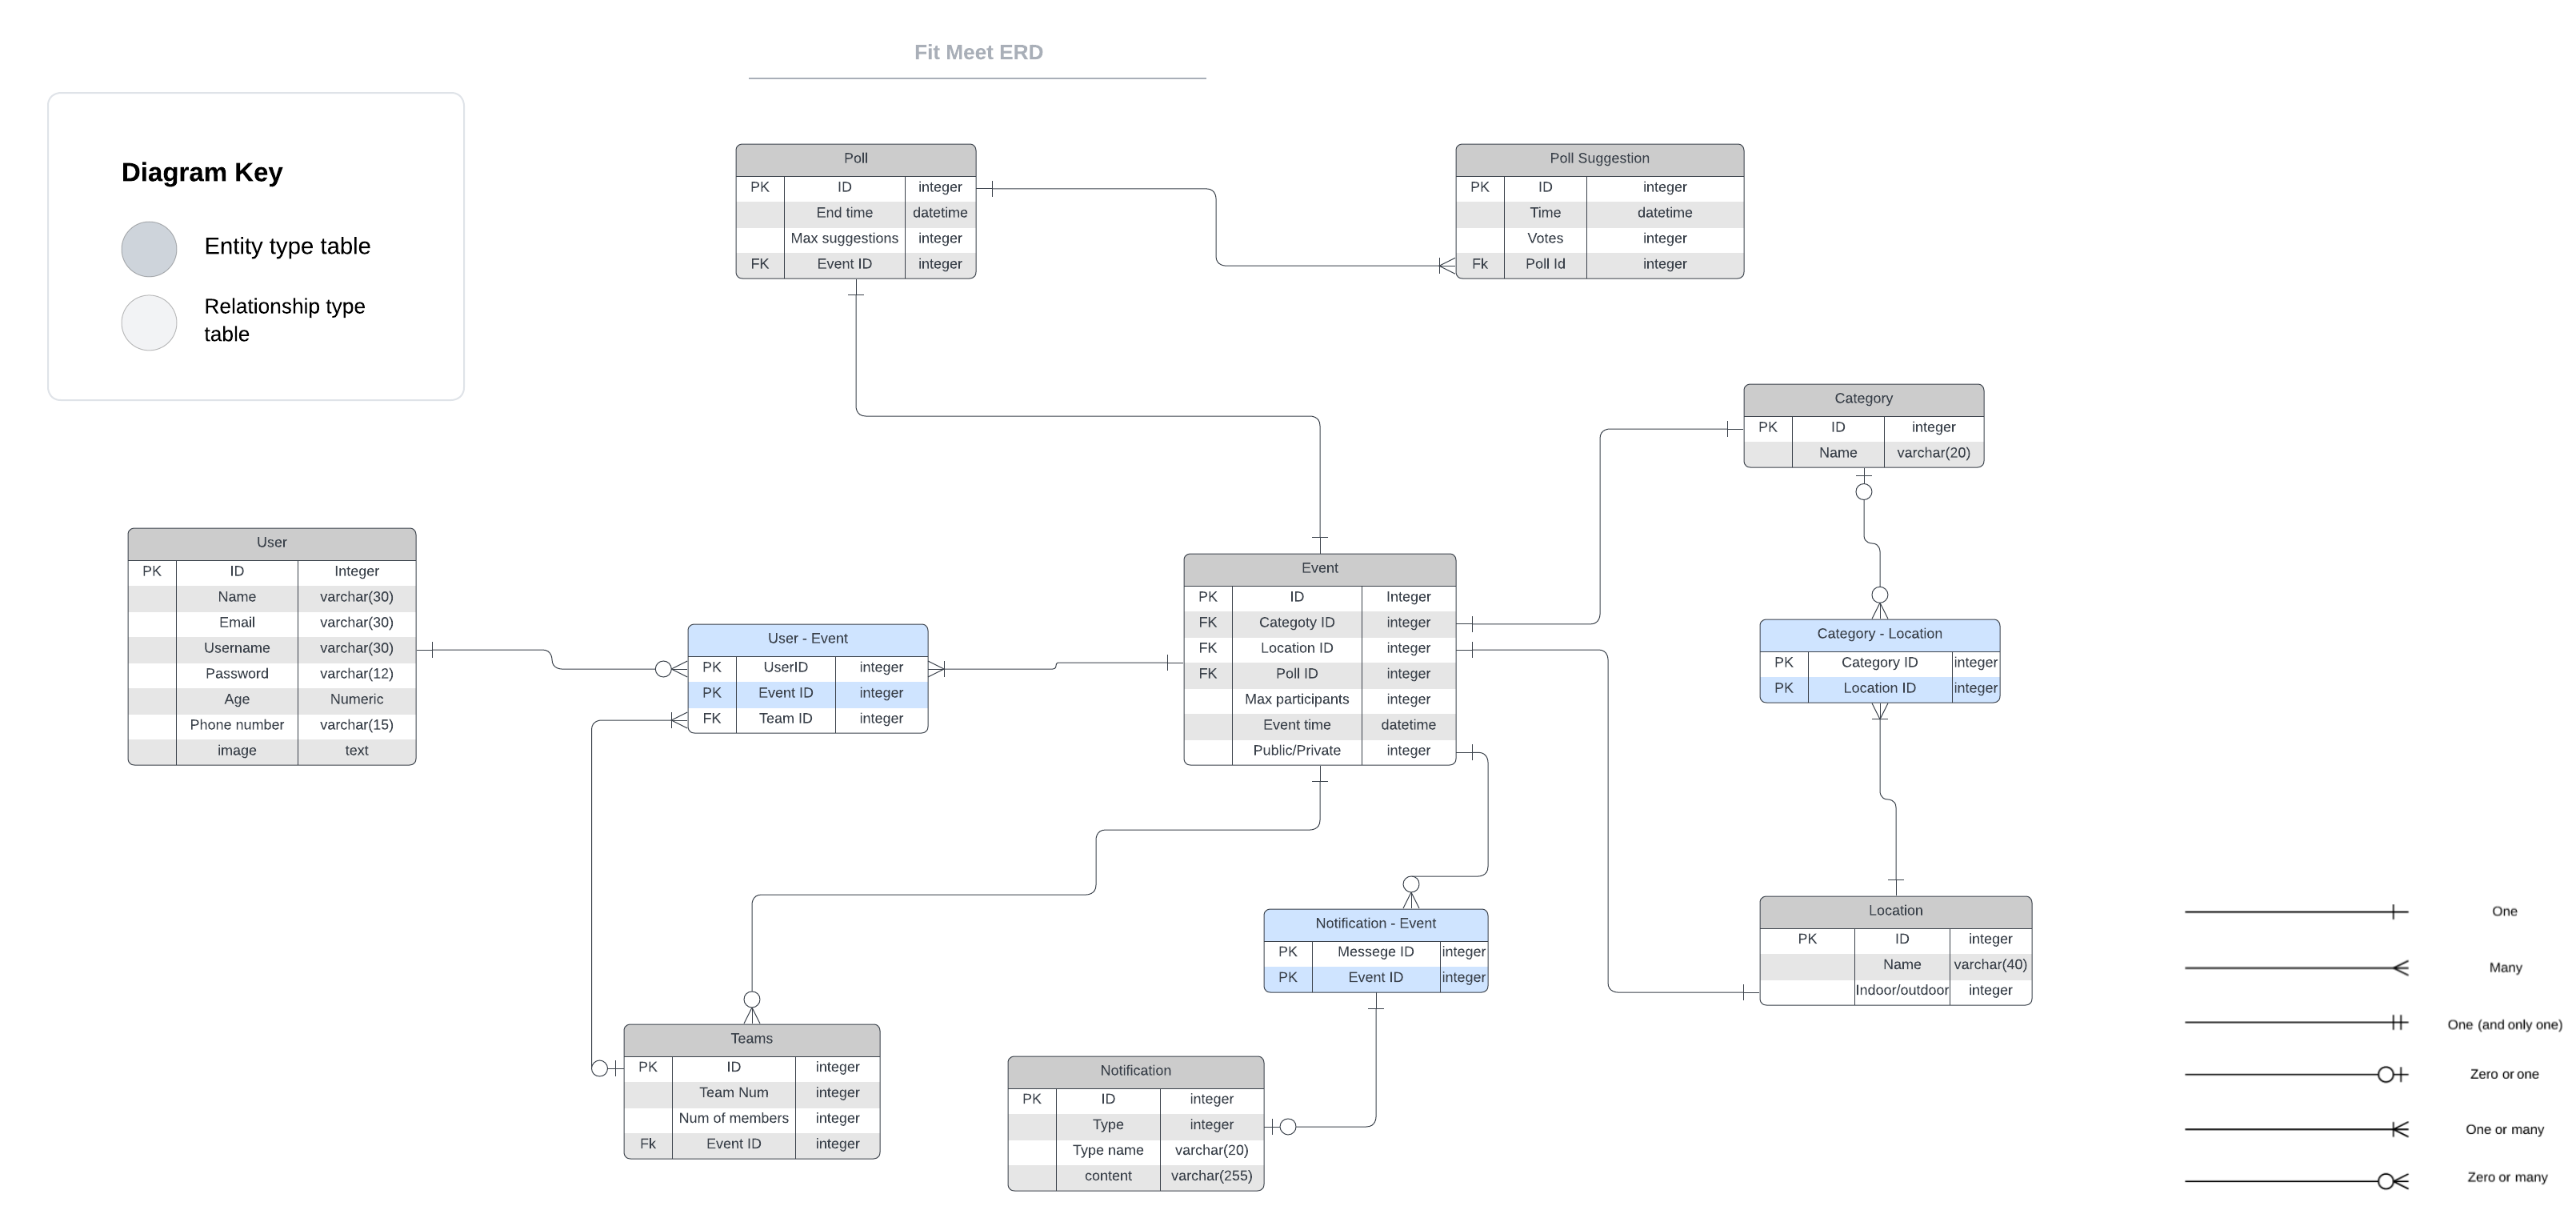 Fit Meet ERD
Diagram Key
Entity type table
Relationship type
table
Poll
PK ID integer
End time datetime
Max suggestions integer
FK Event ID integer
Poll Suggestion
PK ID integer
Time datetime
Votes integer
Fk Poll Id integer
Category
PK ID integer
Name varchar(20)
User
PK ID Integer
Name varchar(30)
Email varchar(30)
Username varchar(30)
Password varchar(12)
Age Numeric
Phone number varchar(15)
image text
User - Event
PK UserID integer
PK Event ID integer
FK Team ID integer
Event
PK ID Integer
FK Categoty ID integer
FK Location ID integer
FK Poll ID integer
Max participants integer
Event time datetime
Public/Private integer
Category - Location
PK Category ID integer
PK Location ID integer
Notification - Event
PK Messege ID integer
PK Event ID integer
Location
PK ID integer
Name varchar(40)
Indoor/outdoor integer
Teams
PK ID integer
Team Num integer
Num of members integer
Fk Event ID integer
Notification
PK ID integer
Type integer
Type name varchar(20)
content varchar(255)
One
Many
One (and only one)
Zero or one
One or many
Zero or many